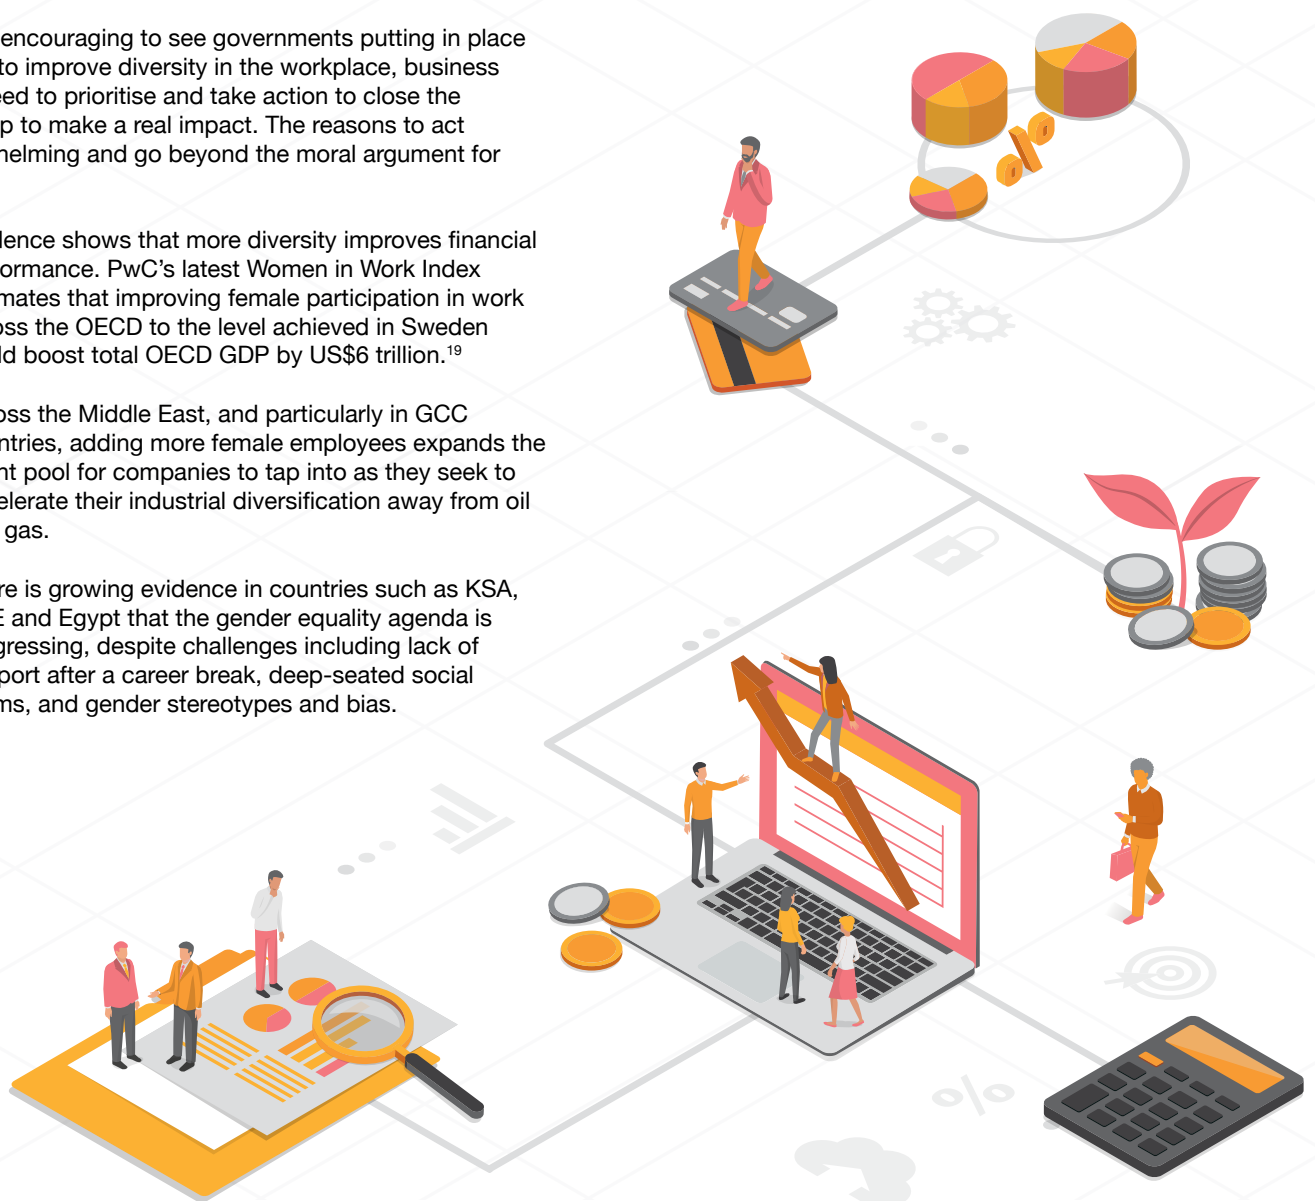 encouraging to see governments putting in place
to improve diversity in the workplace, business
eed to prioritise and take action to close the
p to make a real impact. The reasons to act
helming and go beyond the moral argument for
dence shows that more diversity improves financial
formance. PwC’s latest Women in Work Index
mates that improving female participation in work
oss the OECD to the level achieved in Sweden
ld boost total OECD GDP by US$6 trillion.19
oss the Middle East, and particularly in GCC
ntries, adding more female employees expands the
nt pool for companies to tap into as they seek to
elerate their industrial diversification away from oil
gas.
re is growing evidence in countries such as KSA,
E and Egypt that the gender equality agenda is
gressing, despite challenges including lack of
port after a career break, deep-seated social
ms, and gender stereotypes and bias.
%
%